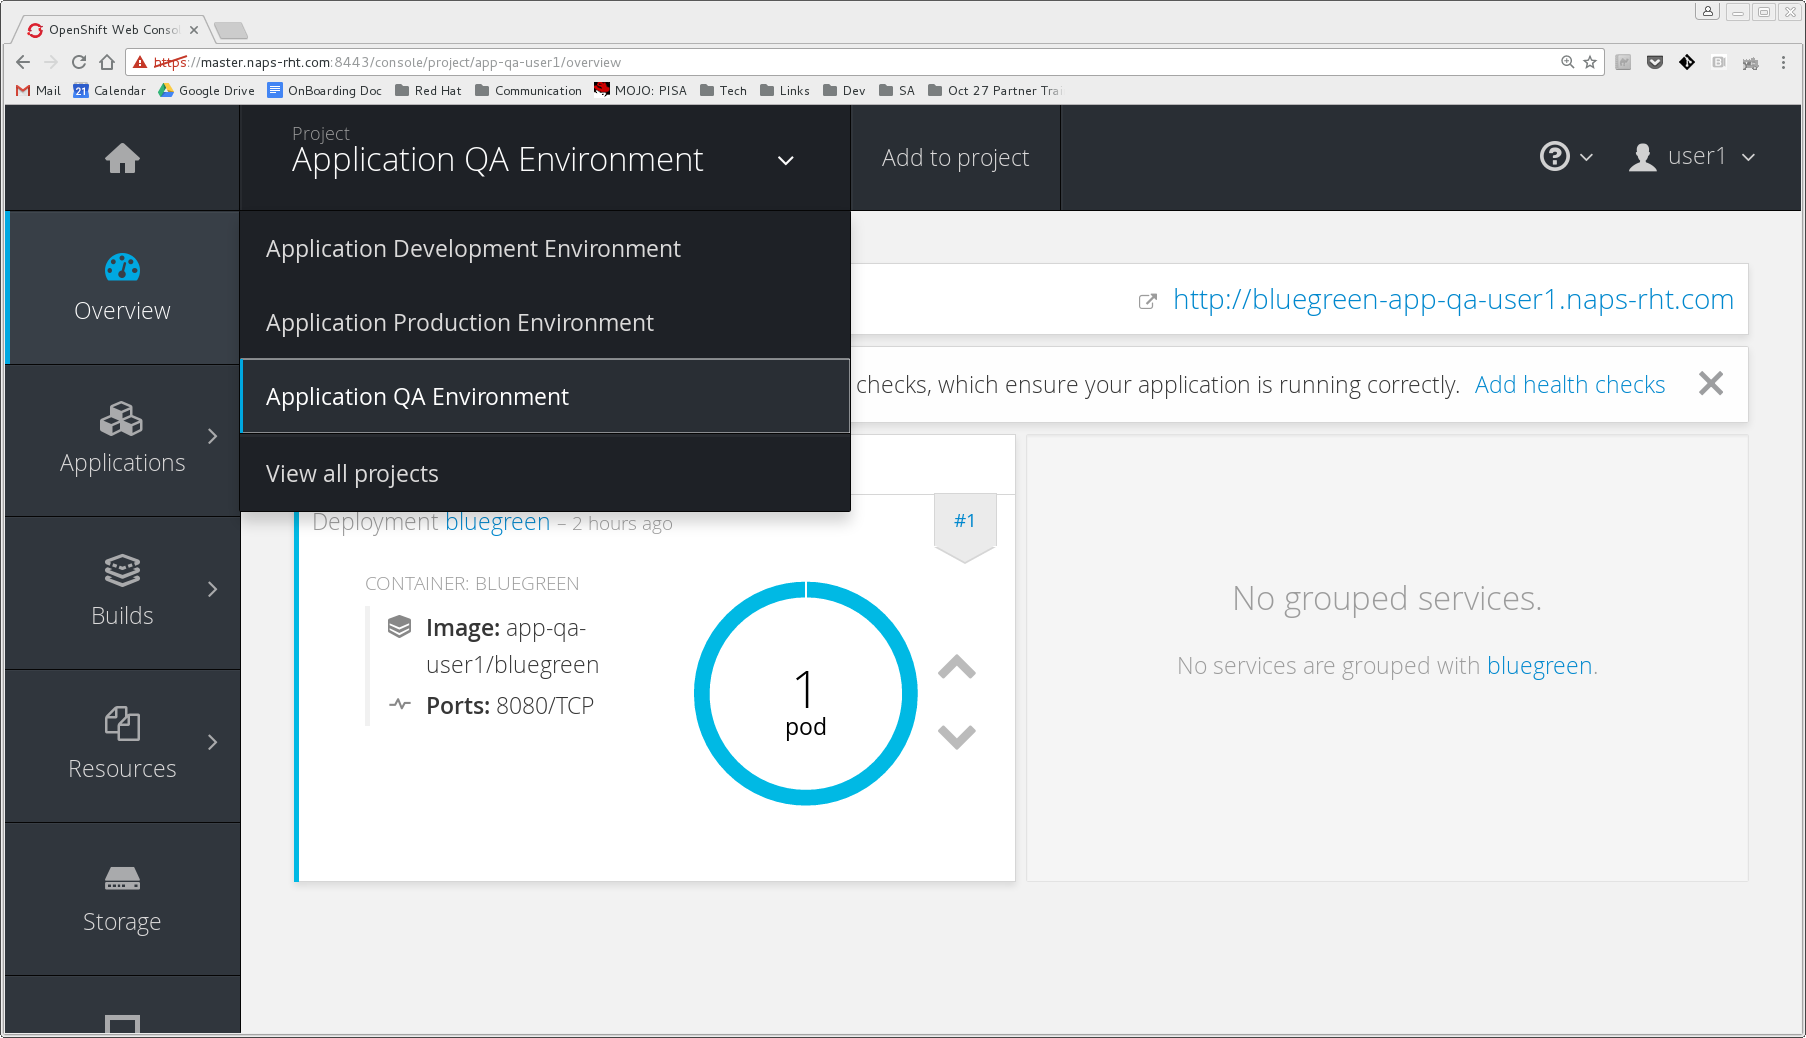 OpenShift Web Conso
https://master.naps-rht.com:8443/console/project/app-qa-user1/overview
Mail 21 Calendar Google Drive OnBoarding Doc Red Hat Communication MOJO: PISA Tech Links Dev SA Oct 27 Partner Trai
Project
Application QA Environment
Add to project
user1
Application Development Environment
Application Production Environment
Application QA Environment
View all projects
Overview
Applications
Builds
Resources
Storage
http://bluegreen-app-qa-user1.naps-rht.com
checks, which ensure your application is running correctly. Add health checks
Deployment bluegreen – 2 hours ago
#1
CONTAINER: BLUEGREEN
Image: app-qa-
user1/bluegreen
Ports: 8080/TCP
1
pod
No grouped services.
No services are grouped with bluegreen.